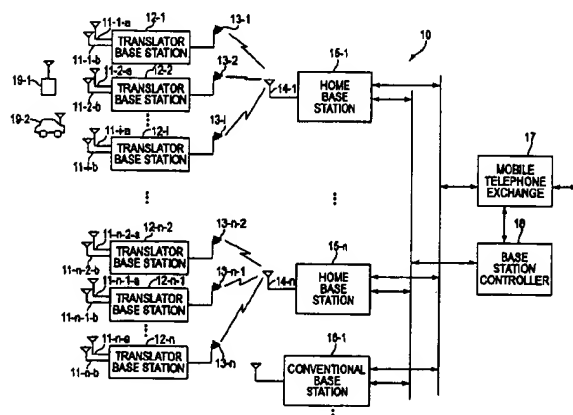 12-1
13-1
10
11-1-a
TRANSLATOR
BASE STATION
11-1-b
12-2
13-2
15-1
11-2-a
TRANSLATOR
BASE STATION
14-1
HOME
BASE
STATION
19-1
11-2-b
19-2
12-i
13-i
11-i-a
TRANSLATOR
BASE STATION
11-i-b
17
MOBILE
TELEPHONE
EXCHANGE
12-n-2
13-n-2
18
11-n-2-a
TRANSLATOR
BASE STATION
11-n-2-b
12-n-1
13-n-1
15-n
11-n-1-a
TRANSLATOR
BASE STATION
14-n
HOME
BASE
STATION
BASE
STATION
CONTROLLER
11-n-1-b
12-n
11-n-a
TRANSLATOR
BASE STATION
13-n
11-n-b
16-1
CONVENTIONAL
BASE
STATION